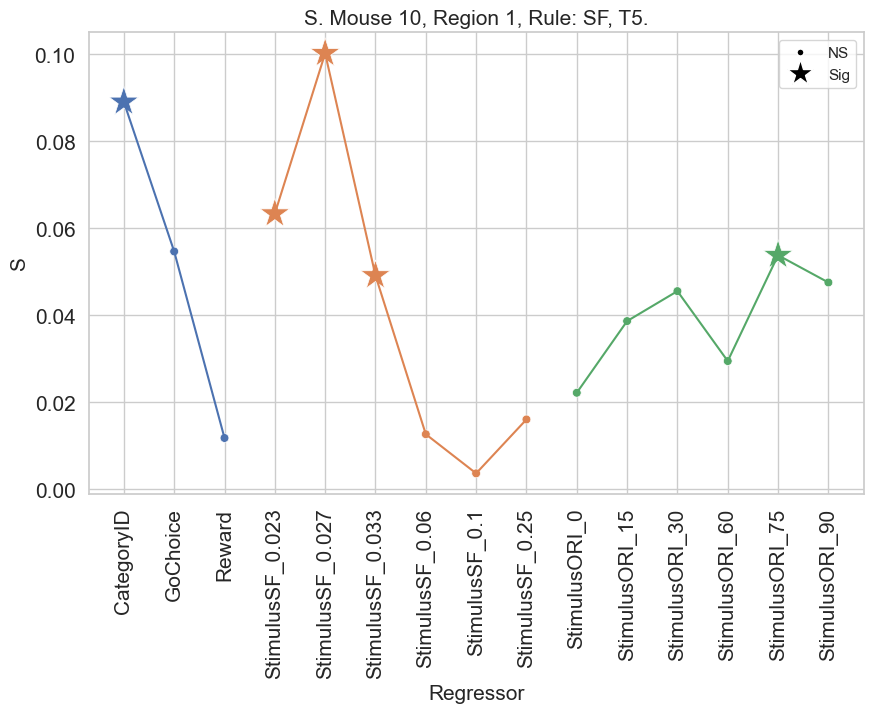 S. Mouse 10, Region 1, Rule: SF, T5.
NS
Sig
0.10
0.08
0.06
0.04
0.02
0.00
S
CategoryID
GoChoice
Reward
StimulusSF_0.023
StimulusSF_0.027
StimulusSF_0.033
StimulusSF_0.06
StimulusSF_0.1
StimulusSF_0.25
StimulusORI_0
StimulusORI_15
StimulusORI_30
StimulusORI_60
StimulusORI_75
StimulusORI_90
Regressor